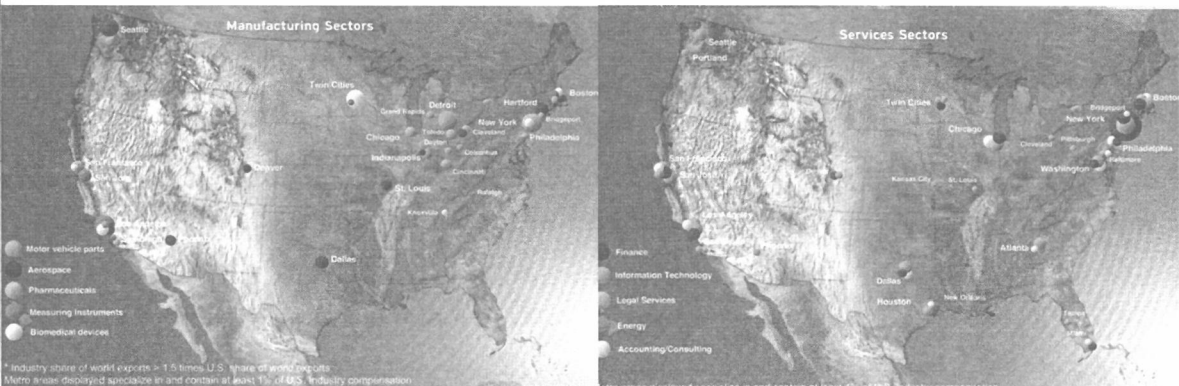 Manufacturing Sectors
Seattle
Twin Cities
Grand Rapids
Detroit
Hartford
Boston
Chicago
Toledo
New York
Cleveland
Bridgeport
Philadelphia
Dayton
Indianapolis
Columbus
Cincinnati
Denver
St. Louis
Raleigh
Knoxville
Dallas
Motor vehicle parts
Aerospace
Pharmaceuticals
Measuring Instruments
Biomedical devices
* Industry share of world exports > 1.5 times U.S. share of world exports
Metro areas displayed specialize in and contain at least 1% of U.S. industry compensation
Services Sectors
Seattle
Portland
Twin Cities
Bridgeport
Boston
New York
Chicago
Cleveland
Pittsburgh
Philadelphia
Baltimore
Washington
San Francisco
San Jose
Kansas City
St. Louis
Los Angeles
Atlanta
Dallas
Houston
New Orleans
Finance
Information Technology
Legal Services
Energy
Accounting/Consulting